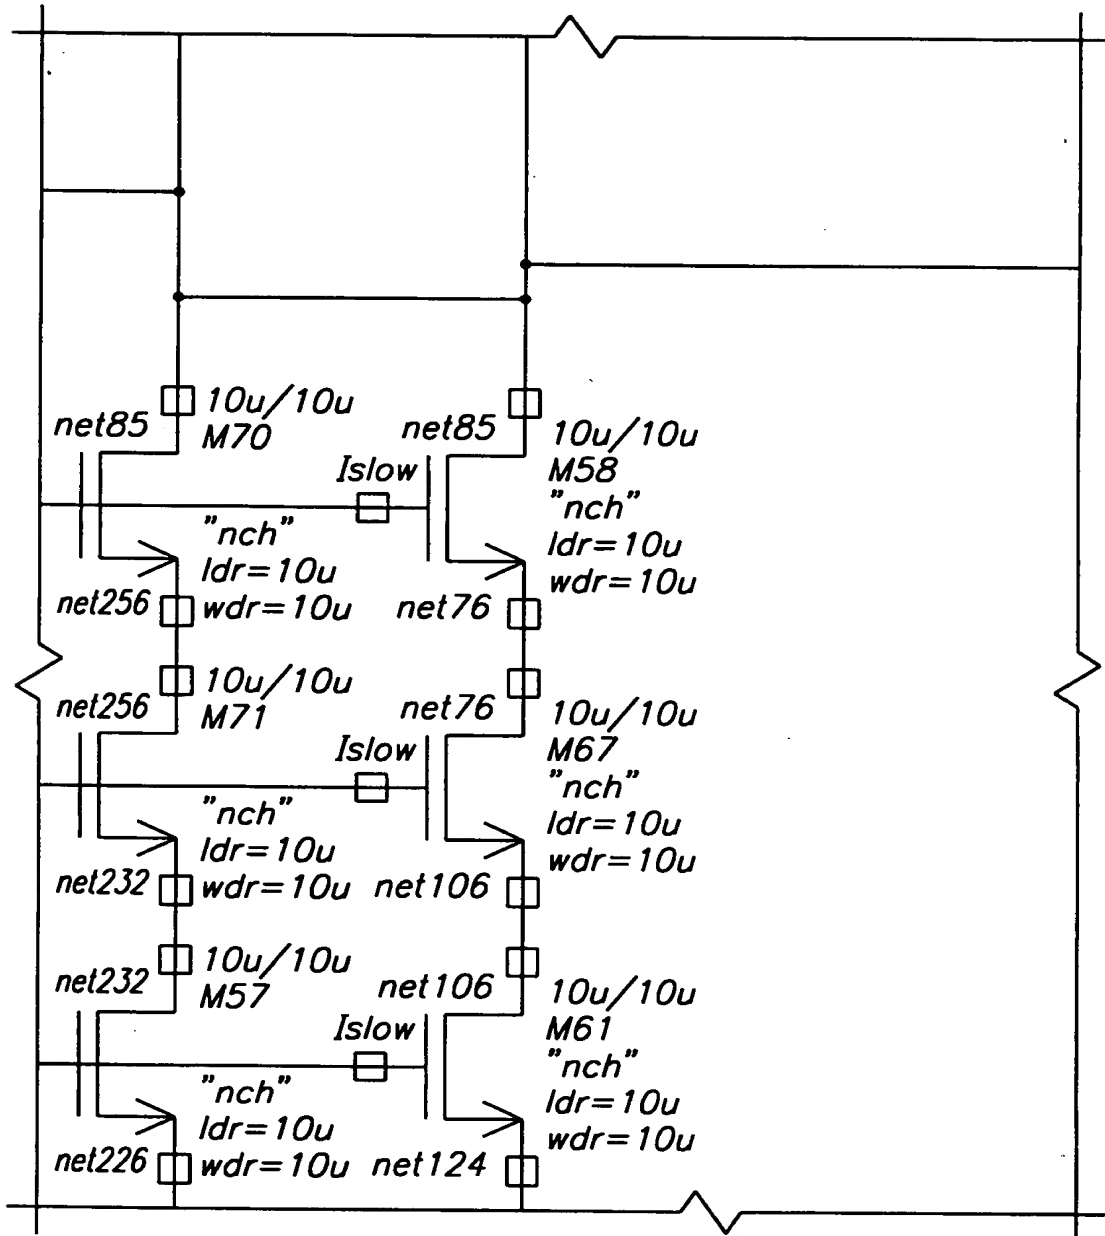 10u/10u
net85
M70
"nch"
ldr=10u
net256
wdr=10u
net85
10u/10u
M58
Islow
"nch"
ldr=10u
wdr=10u
net76
10u/10u
net256
M71
"nch"
ldr=10u
net232
wdr=10u
net76
10u/10u
M67
Islow
"nch"
ldr=10u
wdr=10u
net106
10u/10u
net232
M57
"nch"
ldr=10u
net226
wdr=10u
net106
10u/10u
M61
Islow
"nch"
ldr=10u
wdr=10u
net124